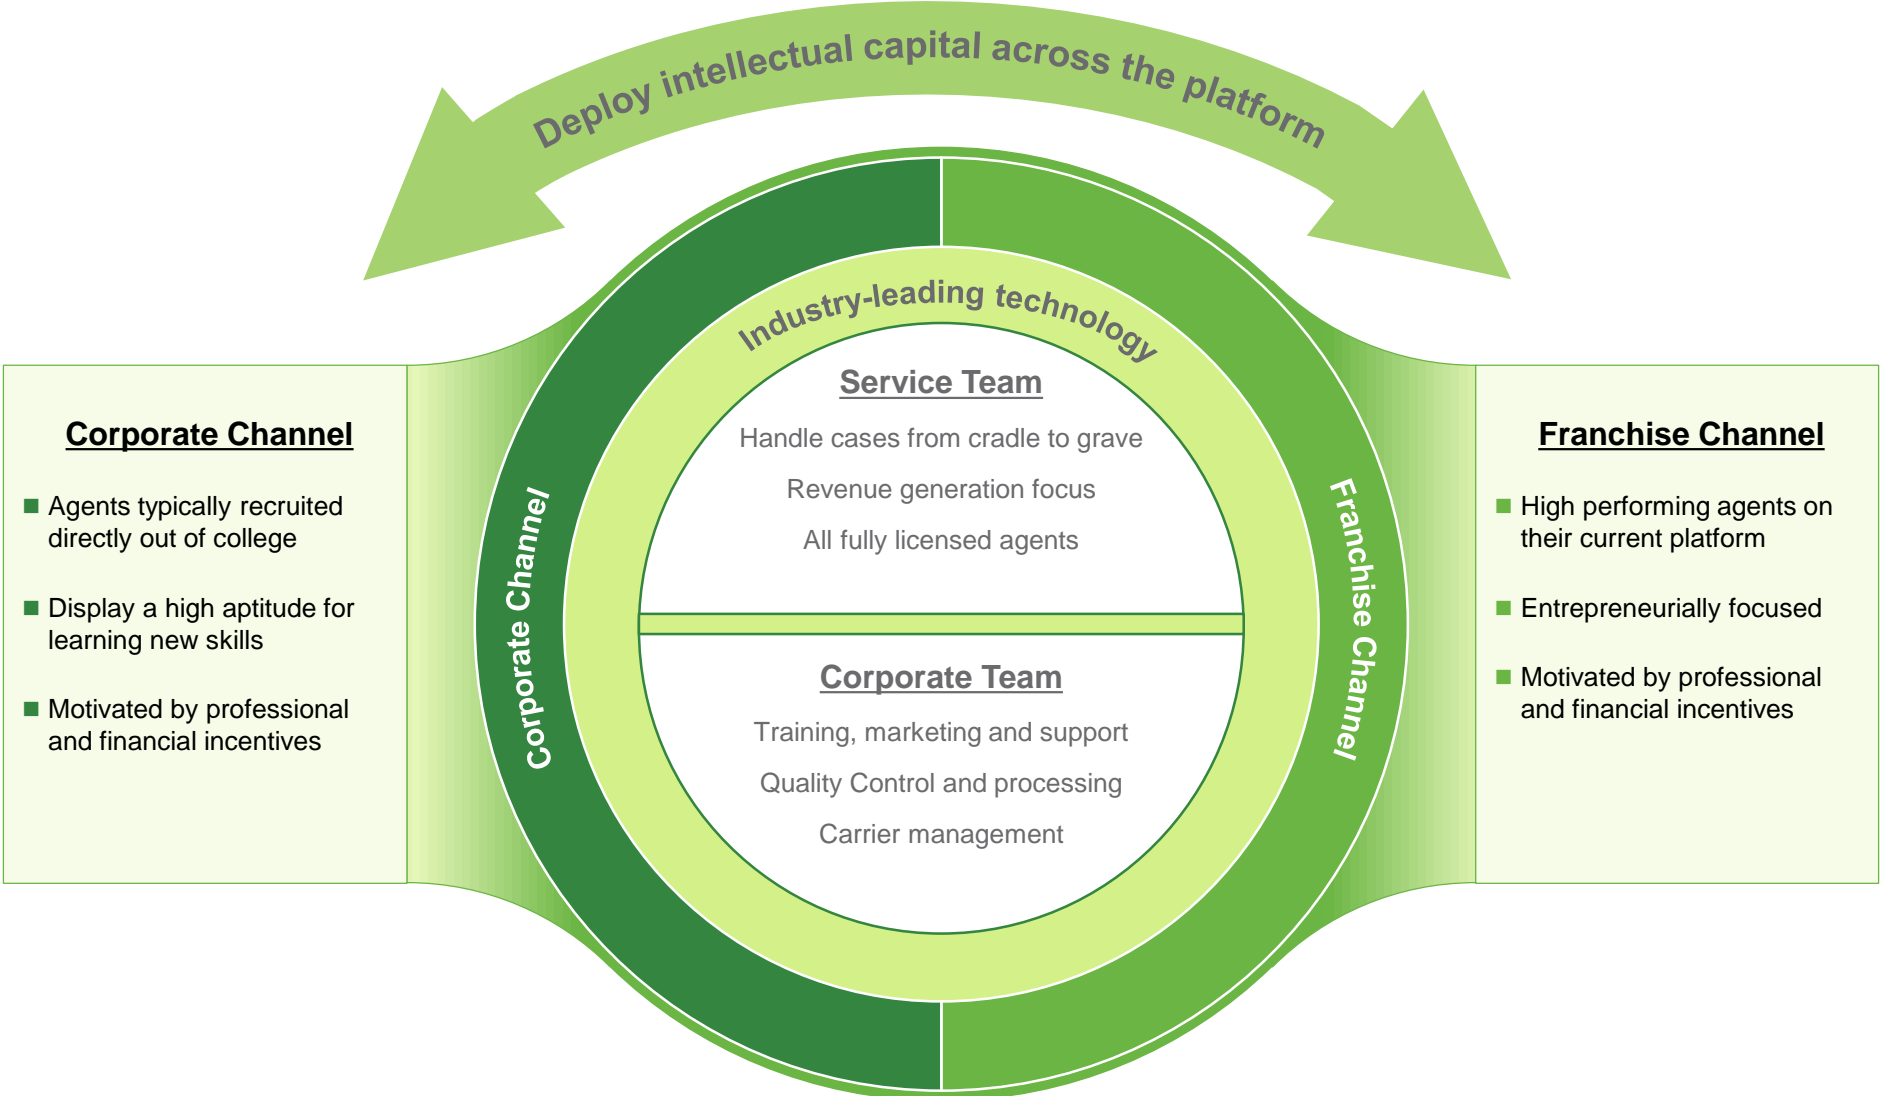 Deploy intellectual capital across the platform
Industry-leading technology
Corporate Channel
Franchise Channel
Service Team
Handle cases from cradle to grave
Revenue generation focus
All fully licensed agents
Corporate Team
Training, marketing and support
Quality Control and processing
Carrier management
Corporate Channel
Agents typically recruited
directly out of college
Display a high aptitude for
learning new skills
Motivated by professional
and financial incentives
Franchise Channel
High performing agents on
their current platform
Entrepreneurially focused
Motivated by professional
and financial incentives